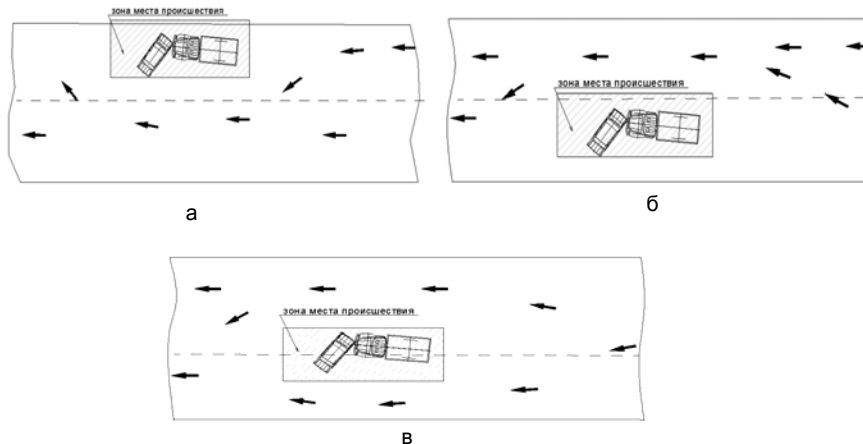 зона места происшествия
зона места происшествия
а
б
зона места происшествия
в